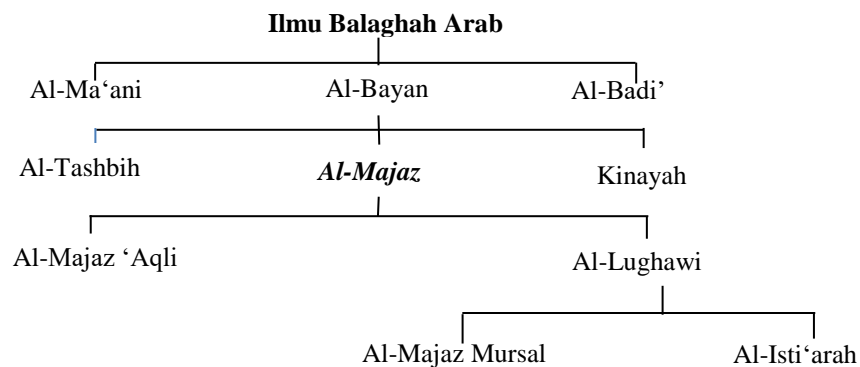 Ilmu Balaghah Arab
Al-Ma‘ani Al-Bayan Al-Badi’
Al-Tashbih Al-Majaz Kinayah
Al-Majaz ‘Aqli Al-Lughawi
Al-Majaz Mursal Al-Isti‘arah